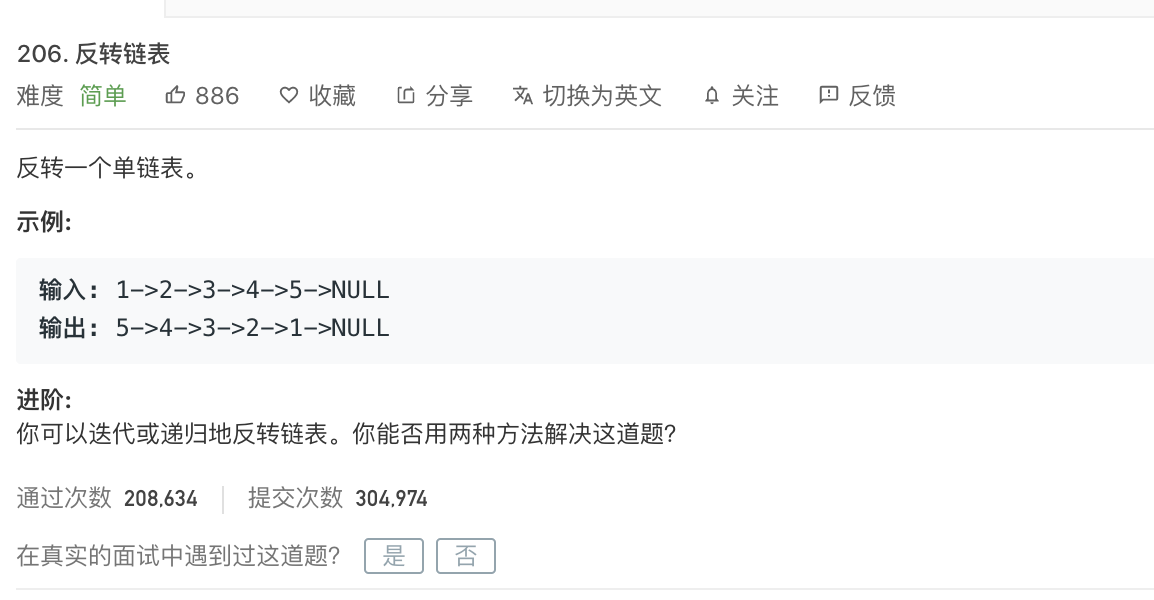 206. 反转链表
难度 简单 886 收藏 分享 切换为英文 关注 反馈
反转一个单链表。
示例:
输入: 1->2->3->4->5->NULL
输出: 5->4->3->2->1->NULL
进阶:
你可以迭代或递归地反转链表。你能否用两种方法解决这道题?
通过次数 208,634 提交次数 304,974
在真实的面试中遇到过这道题? 是 否